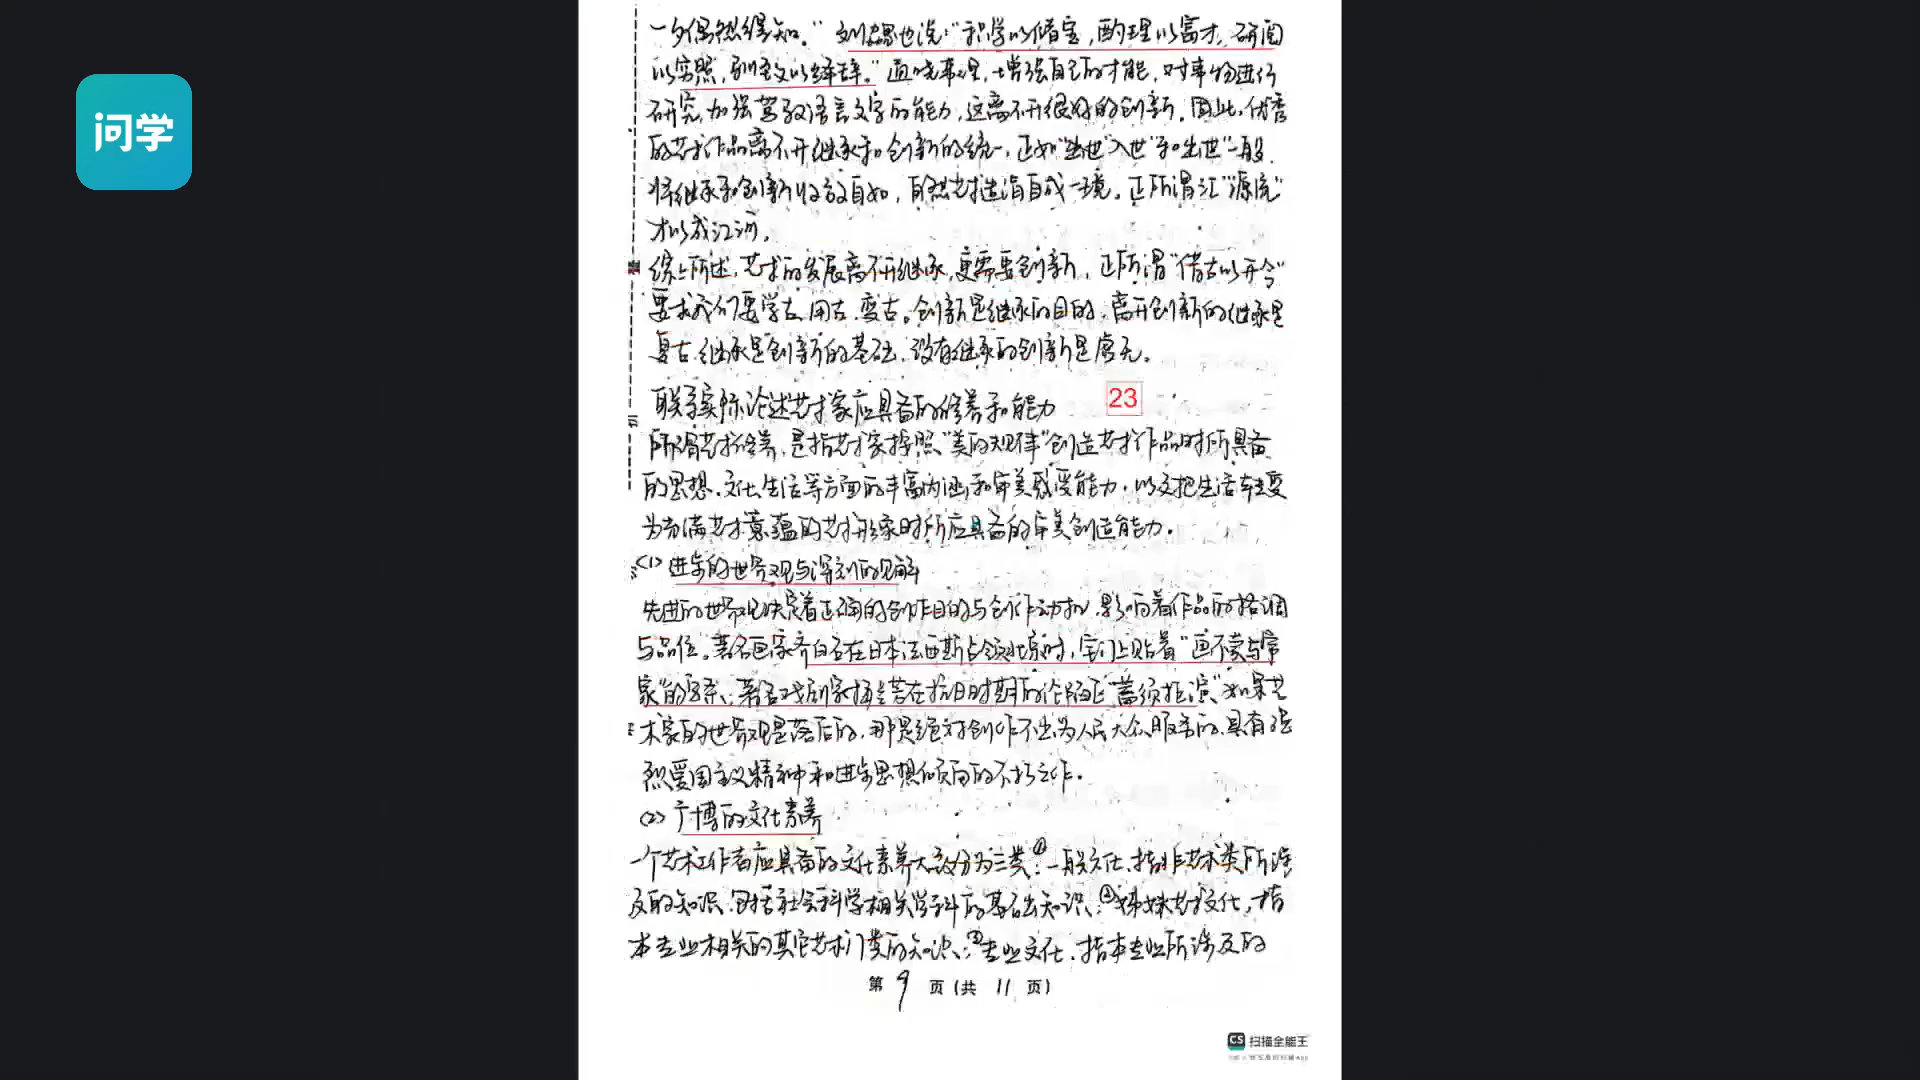 问学
一夕偶然得知。”刘勰也说:“积学以储宝,酌理以富才,研阅
以穷照,驯致以绎辞。”通晓事理,增强自己的才能,对事物进行
研究,加强驾驭语言文字的能力,这离不开很好的创新。因此,优秀
的艺术作品离不开继承和创新的统一,正如“出世”入世”和出世”一般.
将继承和创新收放自如,自然艺术造诣自成一境。正所谓汇“源流”
才以成江河。
综上所述,艺术的发展离不开继承,更需要创新,正所谓“借古以开今”
要求我们要学古、用古、变古。创新是继承的目的,离开创新的继承是
复古,继承是创新的基础,没有继承的创新是虚无。
联系实际论述艺术家应具备的修养和能力
23
所谓艺术修养,是指艺术家按照“美的规律”创造艺术作品时所具备
的思想、文化、生活等方面的丰富内涵和审美感受能力,以及把生活转变
为充满艺术意蕴的艺术形象时所应具备的审美创造能力。
(1)进步的世界观与深刻的见解
先进的世界观决定着正确的创作目的与创作动机,影响着作品的格调
与品位。著名画家齐白石在日本法西斯占领北京时,宅门上贴着“画不卖与官
家”的字条;著名戏剧家梅兰芳在抗日时期的沦陷区“蓄须拒演”如果艺
术家的世界观是落后的,那是绝对创作不出为人民大众服务的、具有强
烈爱国主义精神和进步思想倾向的不朽之作。
(2)广博的文化素养
一个艺术工作者应具备的文化素养大致分为三类:①一般文化,指非艺术类所涉
及的知识,包括社会科学相关学科的基础知识;②姊妹艺术文化,指
本专业相关的其它艺术门类的知识;③专业文化,指本专业所涉及的
第 9 页(共 11 页)
CS 扫描全能王